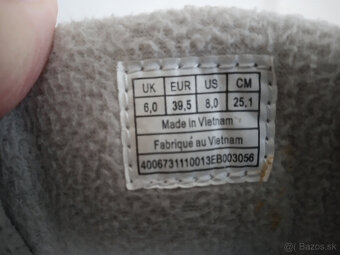 UK EUR US CM
6,0 39,5 8,0 25,1
Made in Vietnam
Fabriqué au Vietnam
4006731110013EB003056
Bazos.sk